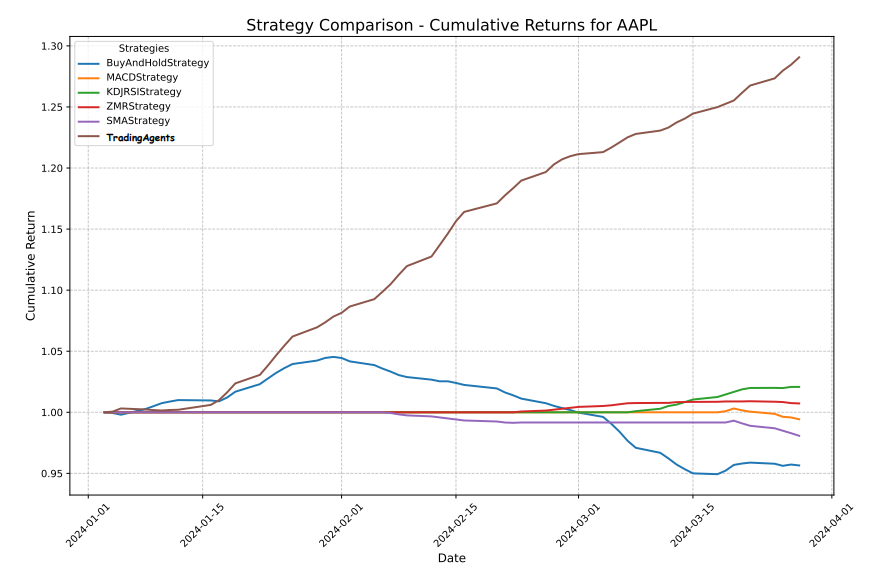 Strategy Comparison - Cumulative Returns for AAPL
1.30
1.25
1.20
1.15
1.10
1.05
1.00
0.95
Cumulative Return
Strategies
BuyAndHoldStrategy
MACDStrategy
KDJRSIStrategy
ZMRStrategy
SMAStrategy
TradingAgents
2024-01-01
2024-01-15
2024-02-01
2024-02-15
2024-03-01
2024-03-15
2024-04-01
Date